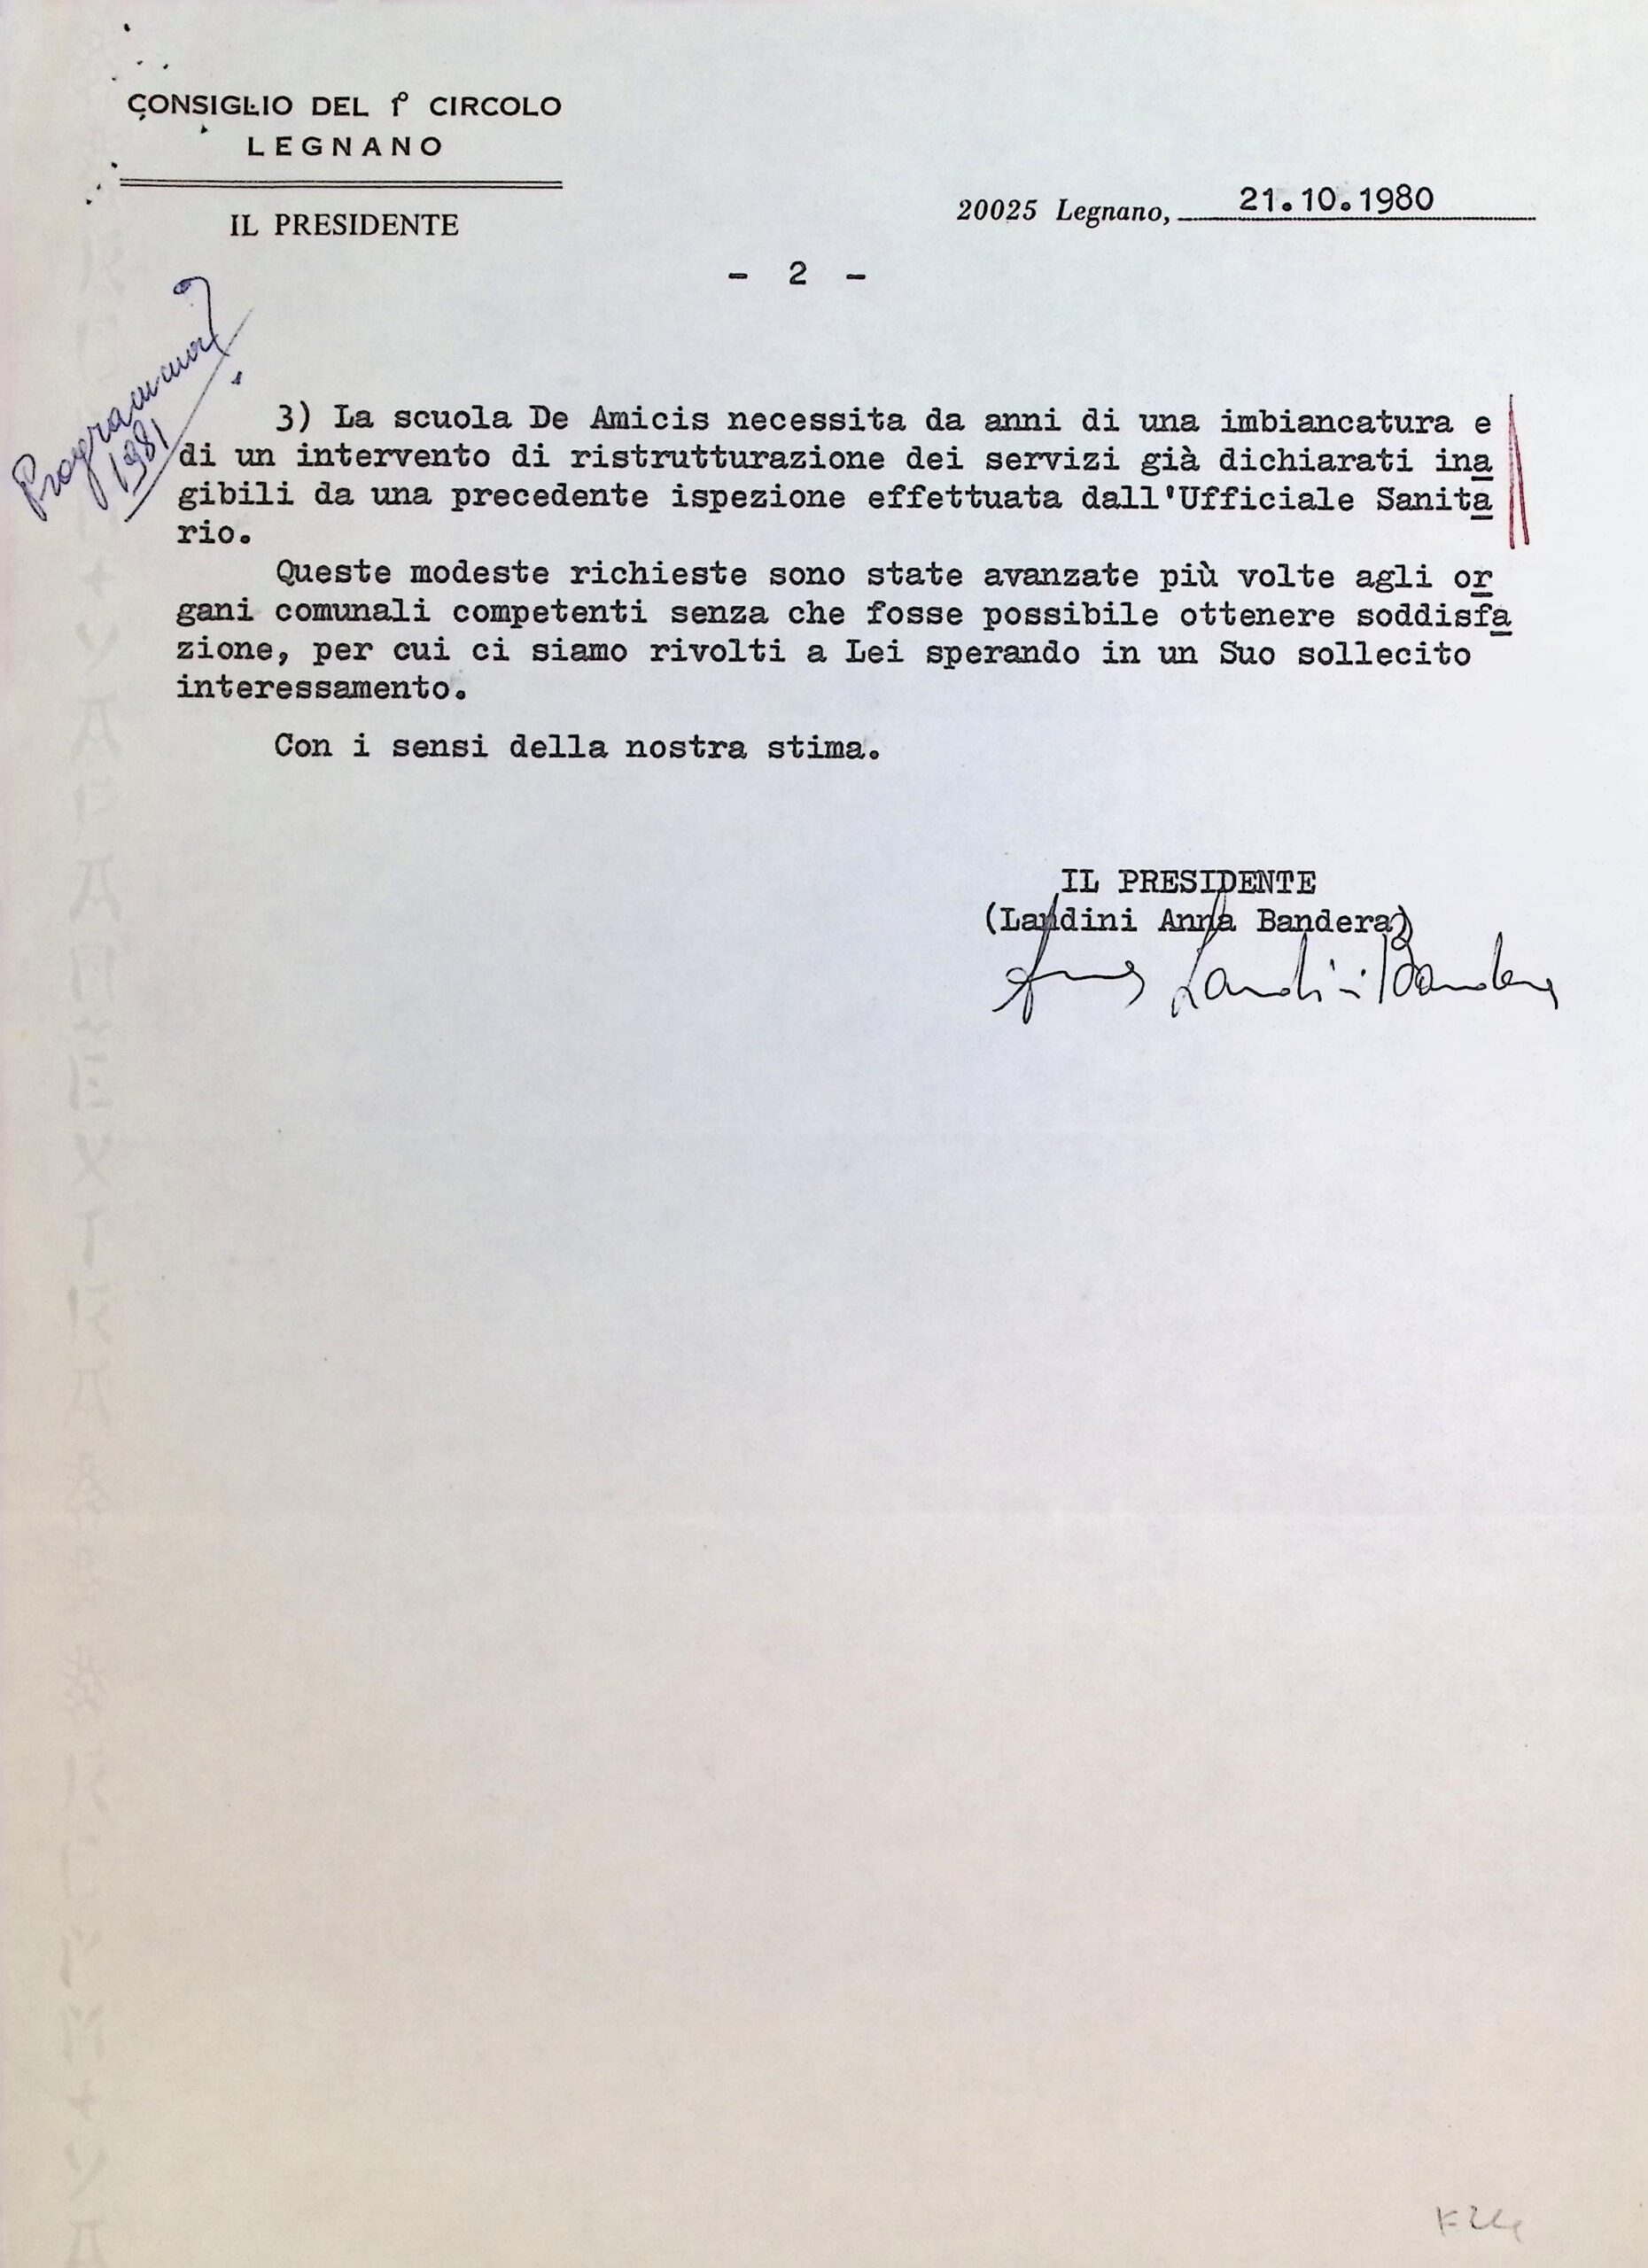 CONSIGLIO DEL 1° CIRCOLO
LEGNANO
IL PRESIDENTE
20025 Legnano, 21.10.1980
- 2 -
1981
3) La scuola De Amicis necessita da anni di una imbiancatura e
di un intervento di ristrutturazione dei servizi già dichiarati ina
gibili da una precedente ispezione effettuata dall'Ufficiale Sanita
rio.
Queste modeste richieste sono state avanzate più volte agli or
gani comunali competenti senza che fosse possibile ottenere soddisfa
zione, per cui ci siamo rivolti a Lei sperando in un Suo sollecito
interessamento.
Con i sensi della nostra stima.
IL PRESIDENTE
(Landini Anna Bandera)
Anna Landini Bandera